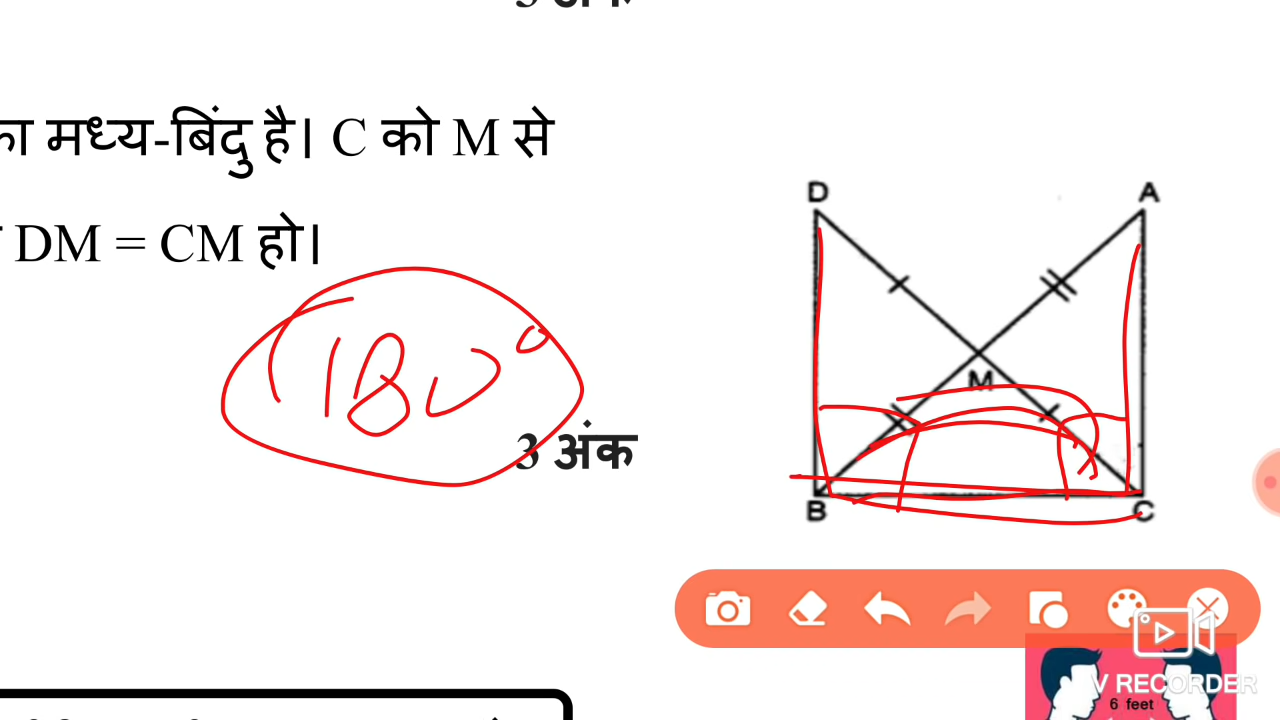 का मध्य-बिंदु है। C को M से
DM = CM हो।
180°
3 अंक
D
A
M
B
C
V RECORDER
6 feet